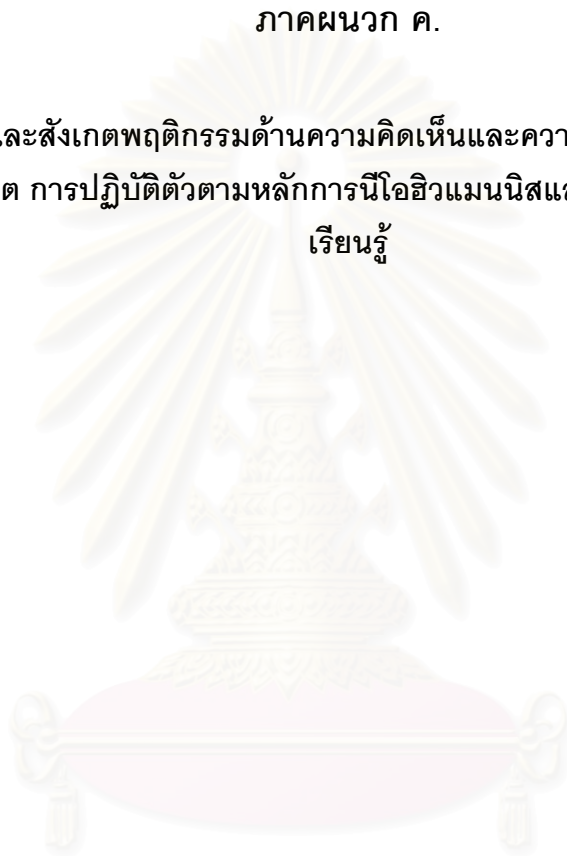 ภาคผนวก ค.
และสังเกตพฤติกรรมด้านความคิดเห็นและควา
ต การปฏิบัติตัวตามหลักการนีโอฮิวแมนนิสแล
เรียนรู้